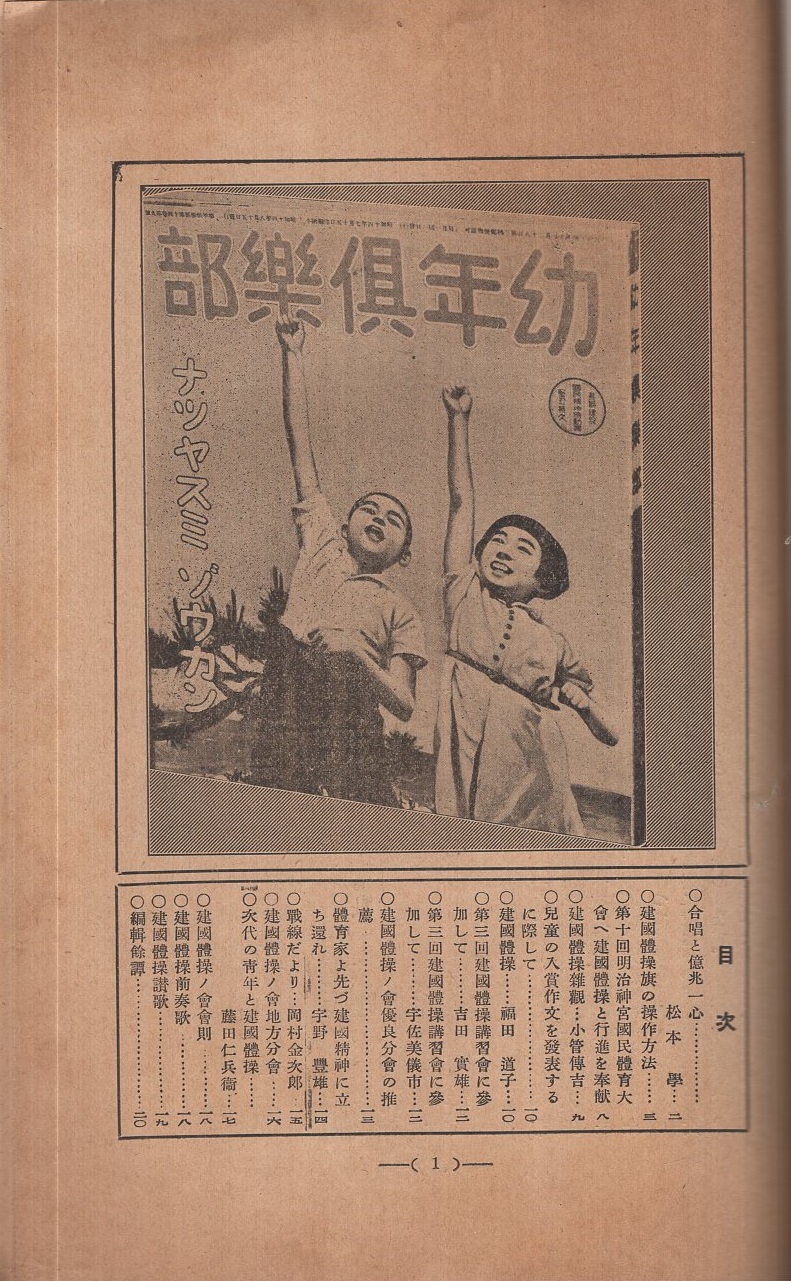 幼年俱樂部
ナツヤスミ ゾウカン
目次
○合唱と億兆一心……………
松本 學…二
○建國體操旗の操作方法……三
○第十回明治神宮國民體育大
會へ建國體操と行進を奉獻 八
○建國體操雜觀…小管傳吉…九
○兒童の入賞作文を發表する
に際して……………………一〇
○建國體操……福田 道子…一〇
○第三回建國體操講習會に參
加して………吉田 實雄…一二
○第三回建國體操講習會に參
加して………宇佐美儀市…一二
○建國體操ノ會優良分會の推
薦……………………………一三
○體育家よ先づ建國精神に立
ち還れ………宇野 豐雄…一四
○戰線だより…岡村金次郎…一五
○建國體操ノ會地方分會……一六
○次代の靑年と建國體操……
藤田仁兵衞…一七
○建國體操ノ會會則…………一八
○建國體操前奏歌……………一八
○建國體操讃歌………………一九
○編輯餘譚……………………二〇
—( 1 )—